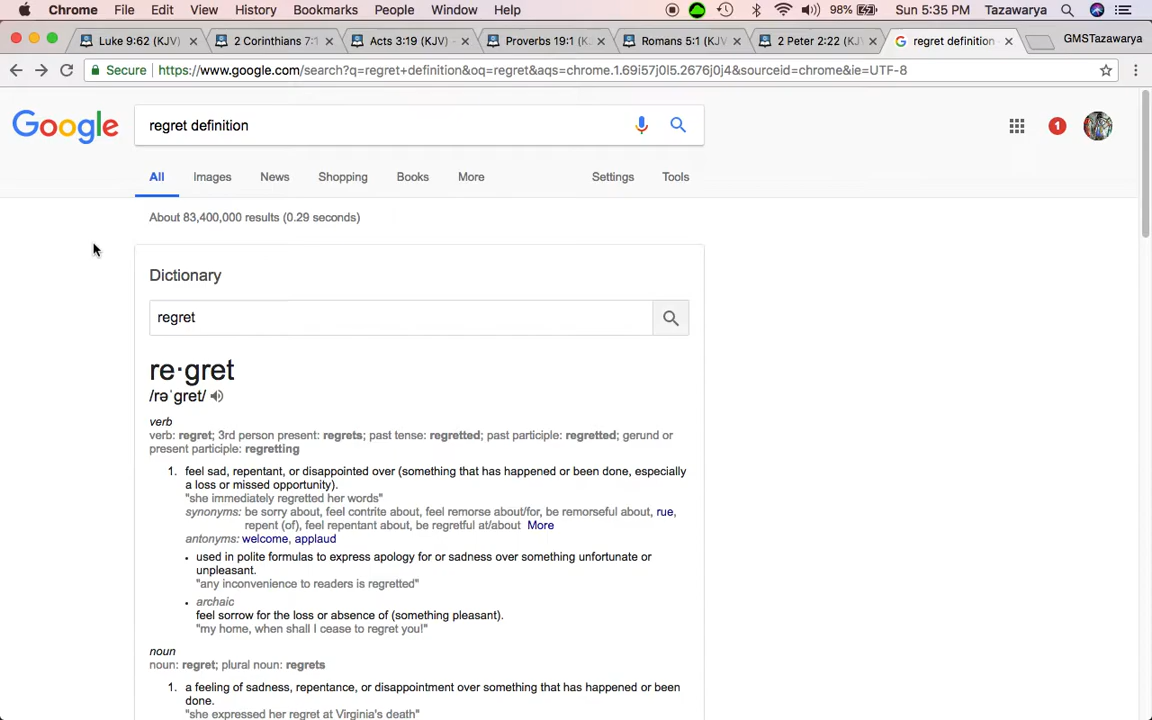 Chrome File Edit View History Bookmarks People Window Help 98% Sun 5:35 PM Tazawarya
Luke 9:62 (KJV) 2 Corinthians 7:1 Acts 3:19 (KJV) Proverbs 19:1 (K Romans 5:1 (KJV 2 Peter 2:22 (KJV regret definition GMSTazawarya
Secure https://www.google.com/search?q=regret+definition&oq=regret&aqs=chrome.1.69i57j0l5.2676j0j4&sourceid=chrome&ie=UTF-8
Google regret definition 1
All Images News Shopping Books More Settings Tools
About 83,400,000 results (0.29 seconds)
Dictionary
regret
re·gret
/rəˈɡret/
verb
verb: regret; 3rd person present: regrets; past tense: regretted; past participle: regretted; gerund or
present participle: regretting
1. feel sad, repentant, or disappointed over (something that has happened or been done, especially
a loss or missed opportunity).
"she immediately regretted her words"
synonyms: be sorry about, feel contrite about, feel remorse about/for, be remorseful about, rue,
repent (of), feel repentant about, be regretful at/about More
antonyms: welcome, applaud
• used in polite formulas to express apology for or sadness over something unfortunate or
unpleasant.
"any inconvenience to readers is regretted"
• archaic
feel sorrow for the loss or absence of (something pleasant).
"my home, when shall I cease to regret you!"
noun
noun: regret; plural noun: regrets
1. a feeling of sadness, repentance, or disappointment over something that has happened or been
done.
"she expressed her regret at Virginia's death"